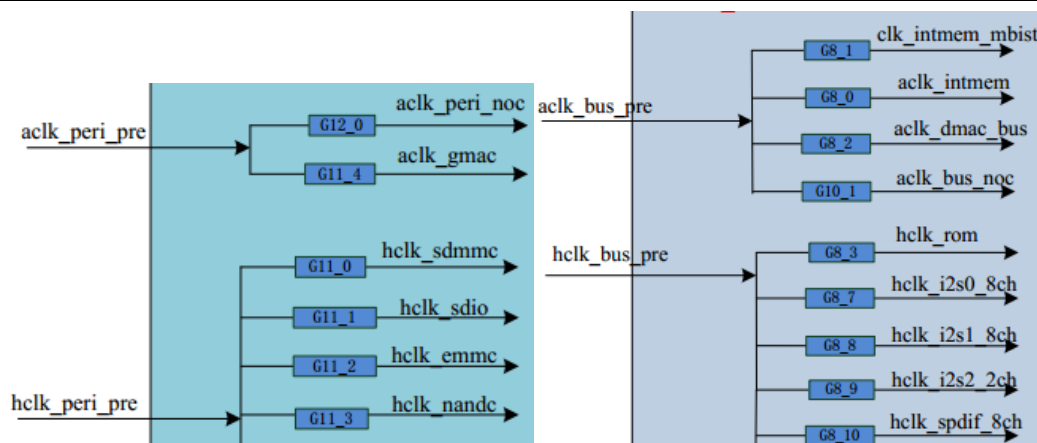 aclk_peri_pre
G12_0
aclk_peri_noc
G11_4
aclk_gmac
G11_0
hclk_sdmmc
G11_1
hclk_sdio
G11_2
hclk_emmc
hclk_peri_pre
G11_3
hclk_nandc
aclk_bus_pre
G8_1
clk_intmem_mbist
G8_0
aclk_intmem
G8_2
aclk_dmac_bus
G10_1
aclk_bus_noc
hclk_bus_pre
G8_3
hclk_rom
G8_7
hclk_i2s0_8ch
G8_8
hclk_i2s1_8ch
G8_9
hclk_i2s2_2ch
G8_10
hclk_spdif_8ch